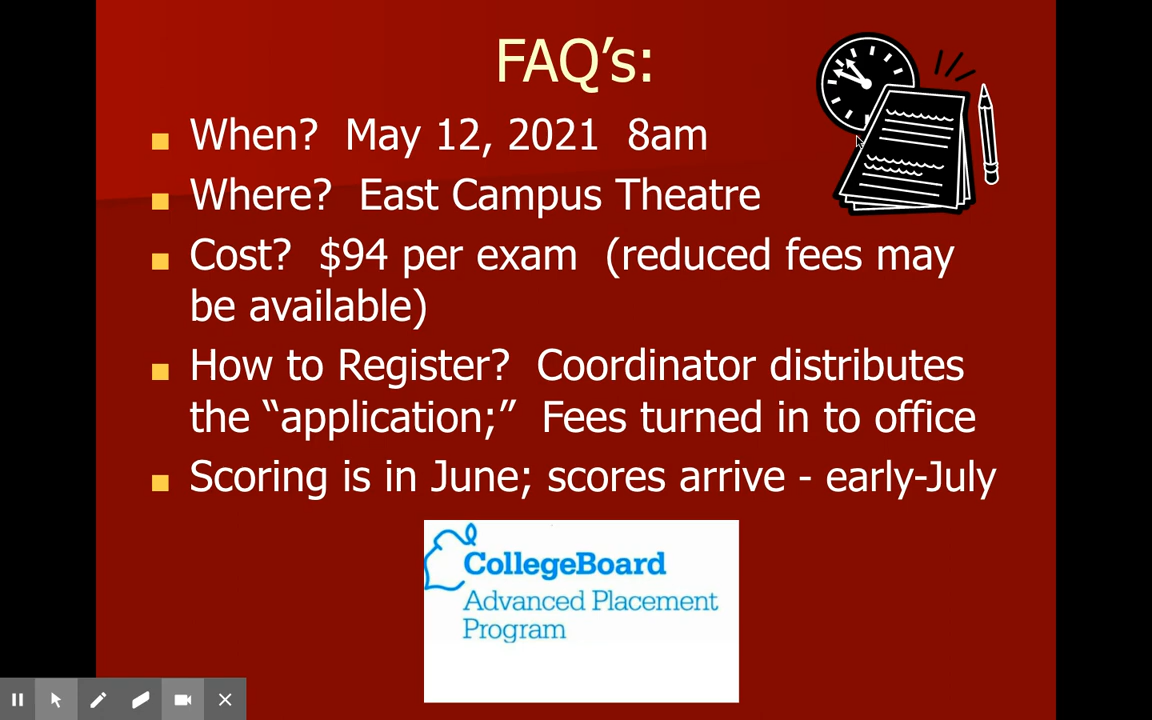 FAQ’s:
When? May 12, 2021 8am
Where? East Campus Theatre
Cost? $94 per exam (reduced fees may
be available)
How to Register? Coordinator distributes
the “application;” Fees turned in to office
Scoring is in June; scores arrive - early-July
CollegeBoard
Advanced Placement
Program